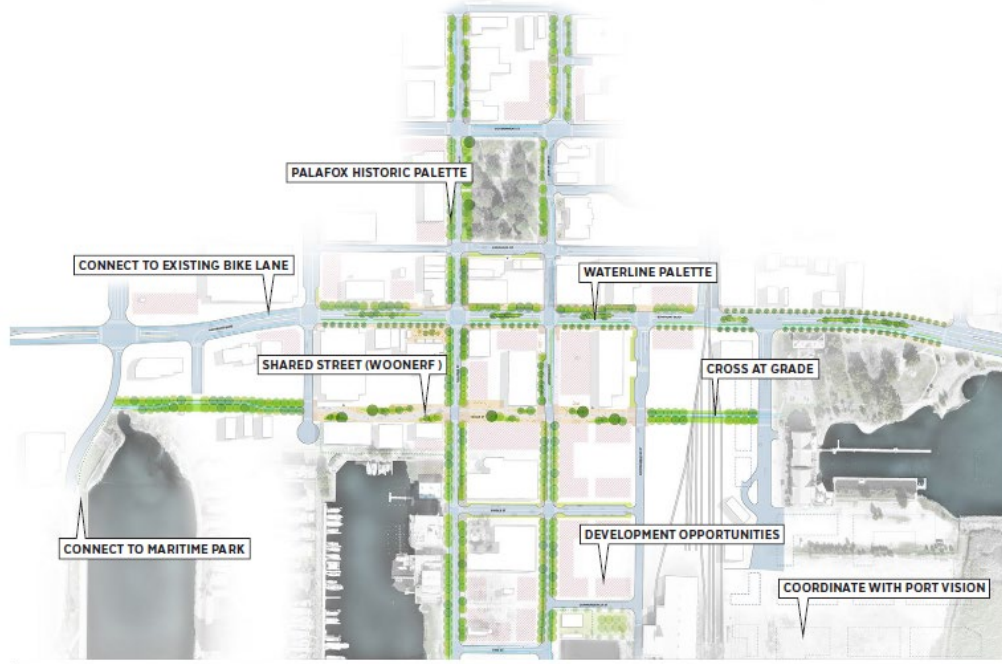 PALAFOX HISTORIC PALETTE
CONNECT TO EXISTING BIKE LANE
WATERLINE PALETTE
SHARED STREET (WOONERF )
CROSS AT GRADE
CONNECT TO MARITIME PARK
DEVELOPMENT OPPORTUNITIES
COORDINATE WITH PORT VISION